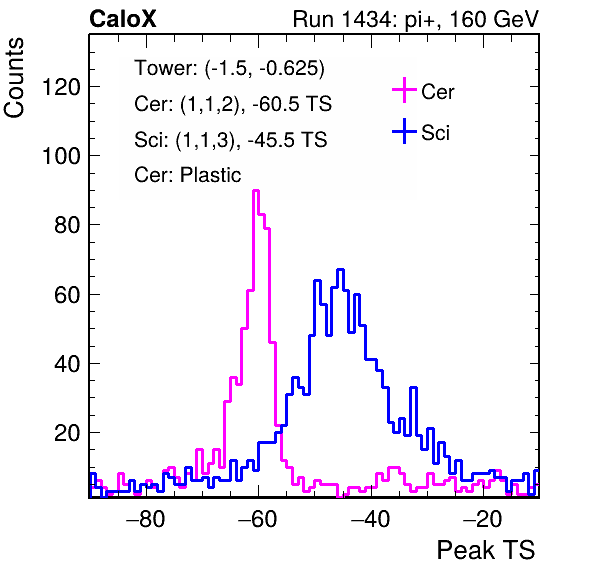 CaloX Run 1434: pi+, 160 GeV
Counts
Tower: (-1.5, -0.625)
Cer: (1,1,2), -60.5 TS
Sci: (1,1,3), -45.5 TS
Cer: Plastic
Cer
Sci
120
100
80
60
40
20
−80 −60 −40 −20
Peak TS